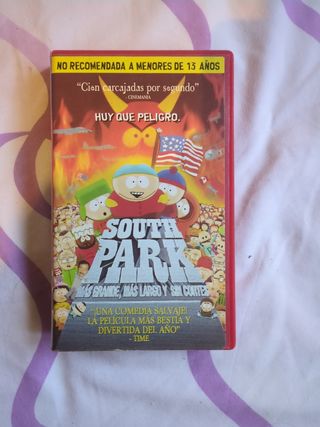 NO RECOMENDADA A MENORES DE 13 AÑOS
"Cien carcajadas por segundo"
CINEMANÍA
HUY QUE PELIGRO.
SOUTH
PARK
MÁS GRANDE, MÁS LARGO Y SIN CORTES
"¡UNA COMEDIA SALVAJE!
LA PELÍCULA MÁS BESTIA Y
DIVERTIDA DEL AÑO"
- TIME